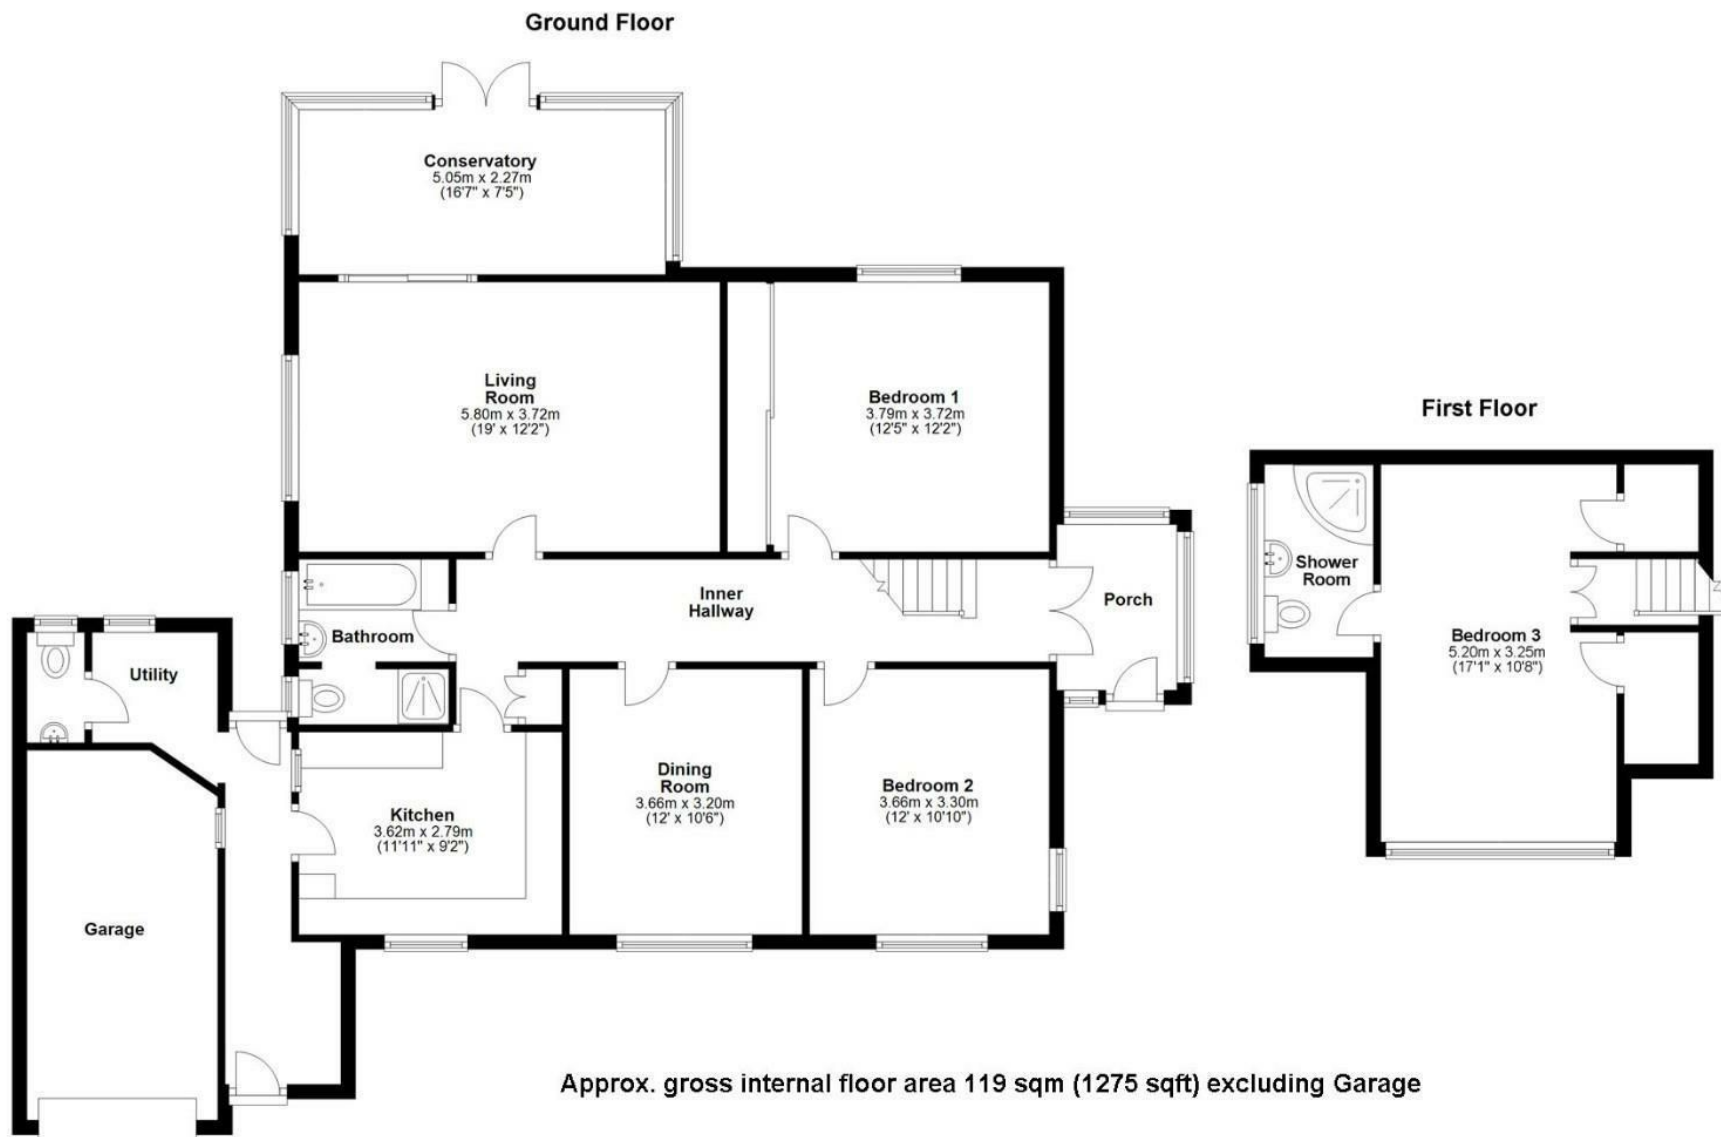 Ground Floor
Conservatory
5.05m x 2.27m
(16'7" x 7'5")
Living
Room
5.80m x 3.72m
(19' x 12'2")
Bedroom 1
3.79m x 3.72m
(12'5" x 12'2")
First Floor
Inner
Hallway
Porch
Shower
Room
Bathroom
Bedroom 3
5.20m x 3.25m
(17'1" x 10'8")
Utility
Kitchen
3.62m x 2.79m
(11'11" x 9'2")
Dining
Room
3.66m x 3.20m
(12' x 10'6")
Bedroom 2
3.66m x 3.30m
(12' x 10'10")
Garage
Approx. gross internal floor area 119 sqm (1275 sqft) excluding Garage